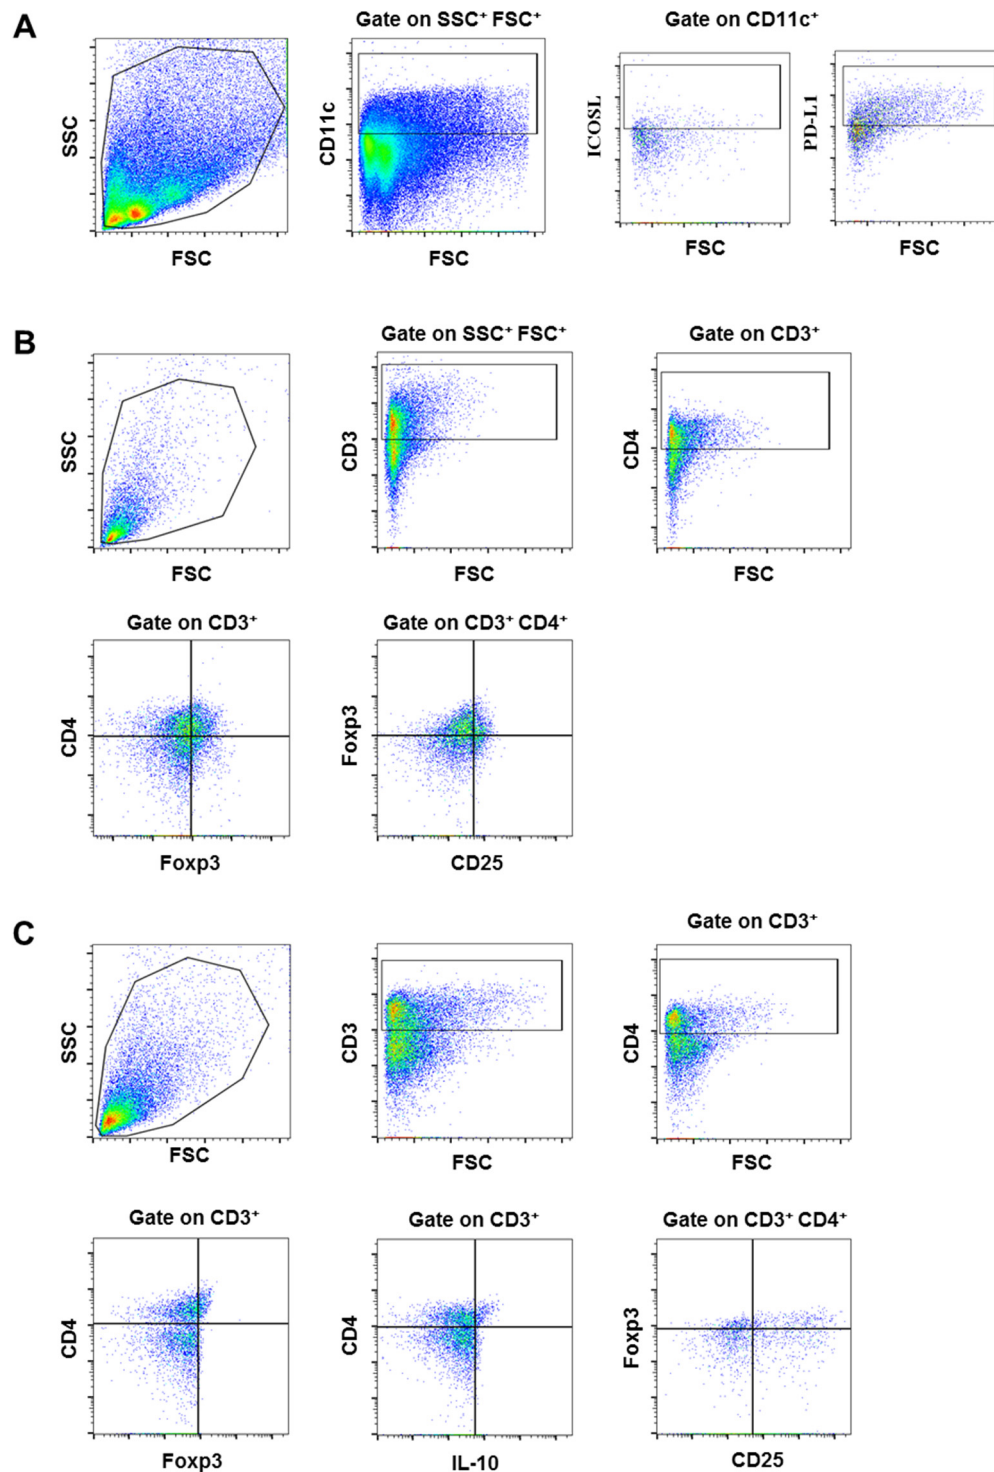 A
Gate on SSC⁺ FSC⁺
Gate on CD11c⁺
SSC
FSC
CD11c
FSC
ICOSL
FSC
PD-L1
FSC
B
Gate on SSC⁺ FSC⁺
Gate on CD3⁺
SSC
FSC
CD3
FSC
CD4
FSC
Gate on CD3⁺
Gate on CD3⁺ CD4⁺
CD4
Foxp3
Foxp3
CD25
C
Gate on CD3⁺
SSC
FSC
CD3
FSC
CD4
FSC
Gate on CD3⁺
Gate on CD3⁺
Gate on CD3⁺ CD4⁺
CD4
Foxp3
CD4
IL-10
Foxp3
CD25